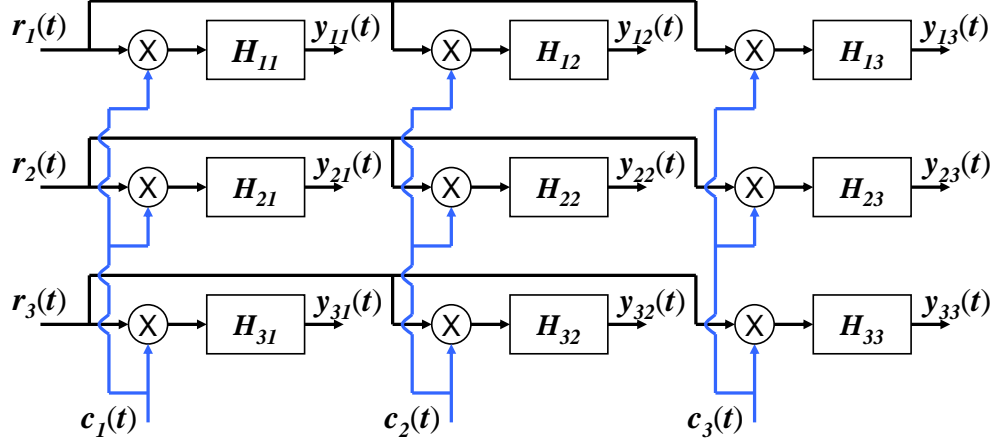 r₁(t) X H₁₁ y₁₁(t) X H₁₂ y₁₂(t) X H₁₃ y₁₃(t)
r₂(t) X H₂₁ y₂₁(t) X H₂₂ y₂₂(t) X H₂₃ y₂₃(t)
r₃(t) X H₃₁ y₃₁(t) X H₃₂ y₃₂(t) X H₃₃ y₃₃(t)
c₁(t) c₂(t) c₃(t)